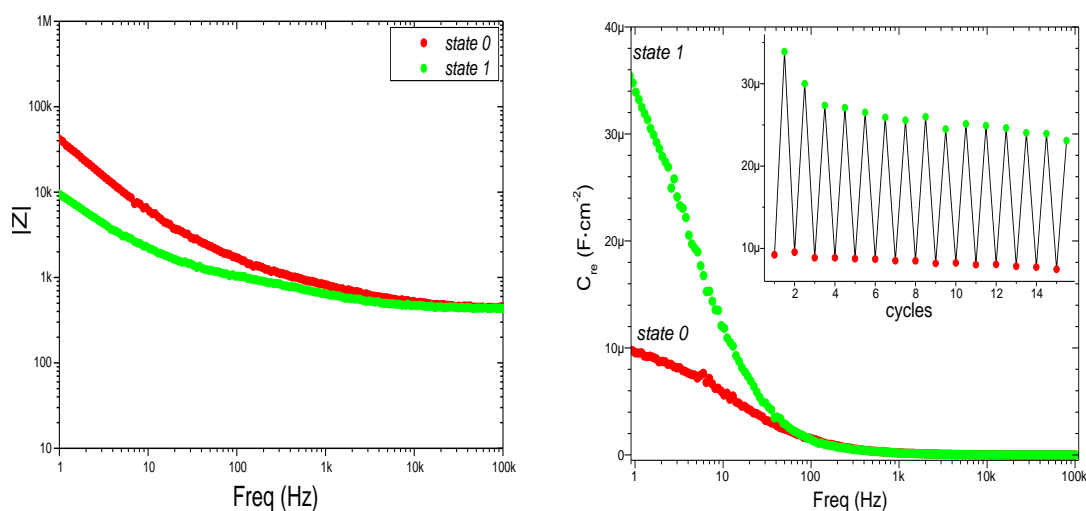 1M
100k
10k
1k
100
10
|Z|
1
10
100
1k
10k
100k
Freq (Hz)
state 0
state 1
40µ
30µ
20µ
10µ
0
C_re (F·cm⁻²)
1
10
100
1k
10k
100k
Freq (Hz)
state 1
state 0
30µ
20µ
10µ
2 4 6 8 10 12 14
cycles